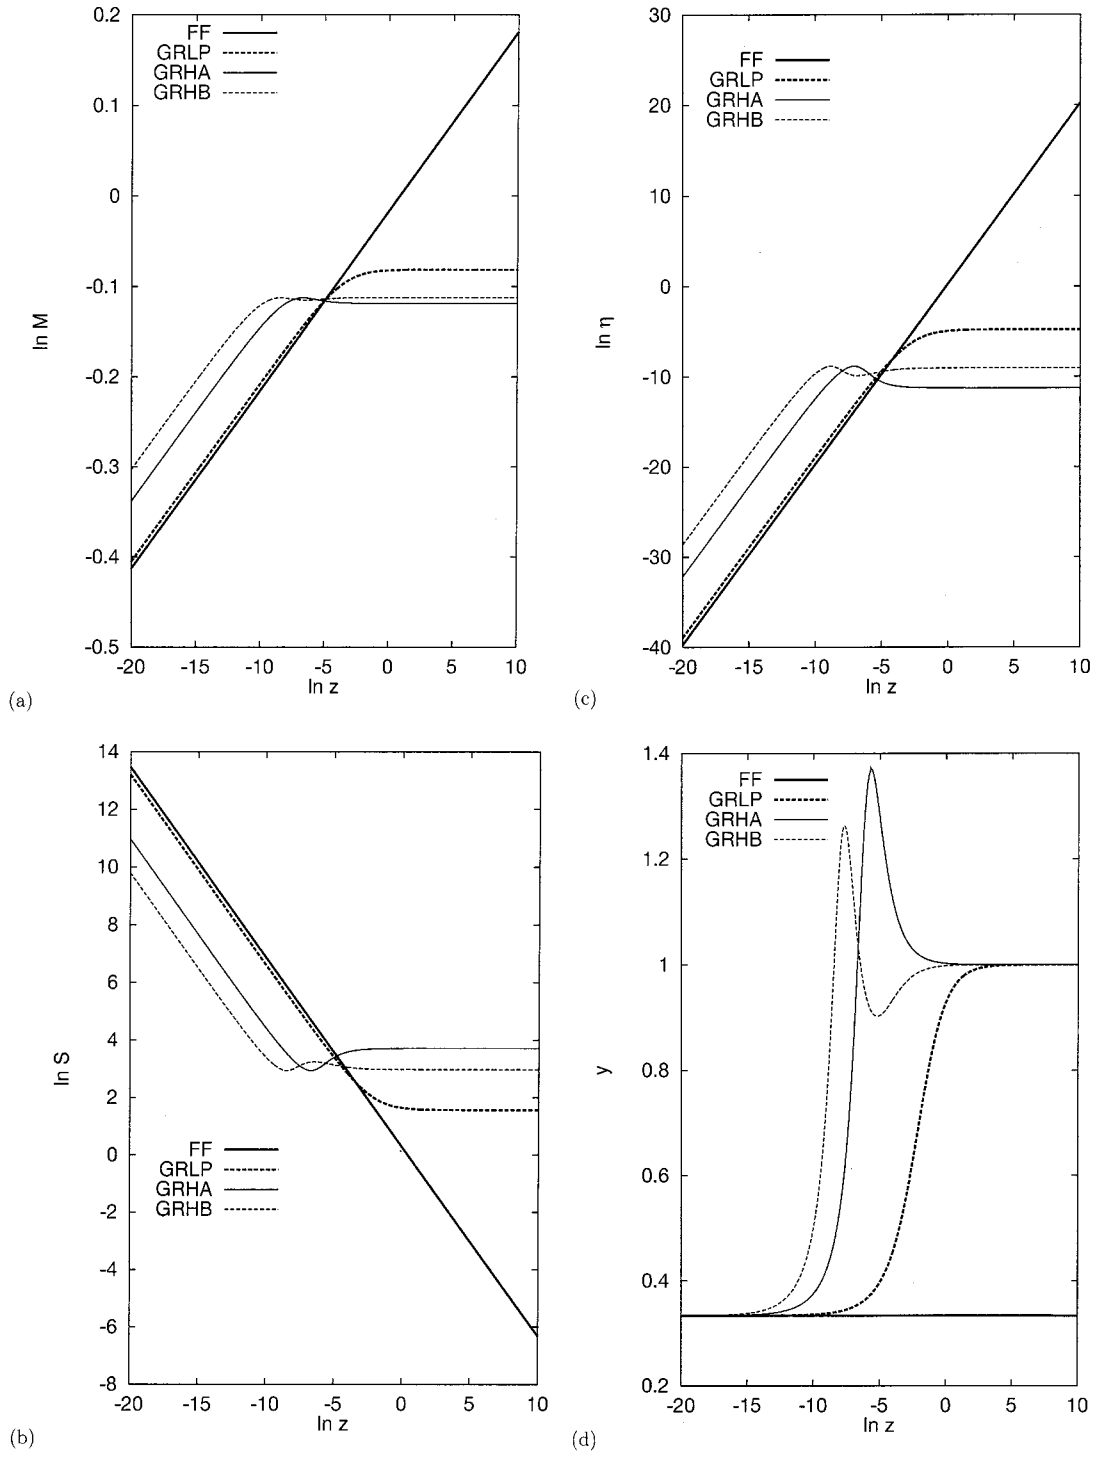 0.2
0.1
0
-0.1
-0.2
-0.3
-0.4
-0.5
ln M
FF
GRLP
GRHA
GRHB
-20 -15 -10 -5 0 5 10
ln z
(a)
30
20
10
0
-10
-20
-30
-40
ln η
FF
GRLP
GRHA
GRHB
-20 -15 -10 -5 0 5 10
ln z
(c)
14
12
10
8
6
4
2
0
-2
-4
-6
-8
ln S
FF
GRLP
GRHA
GRHB
-20 -15 -10 -5 0 5 10
ln z
(b)
1.4
1.2
1
0.8
0.6
0.4
0.2
y
FF
GRLP
GRHA
GRHB
-20 -15 -10 -5 0 5 10
ln z
(d)